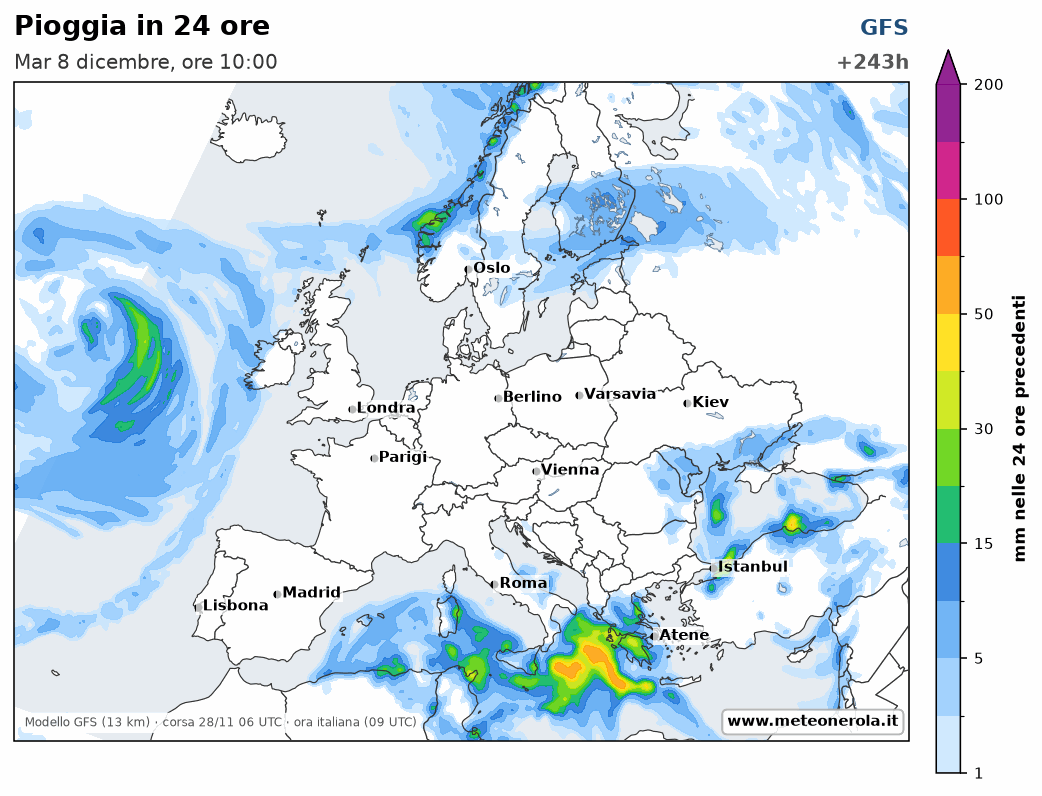 Pioggia in 24 ore
GFS
Mar 8 dicembre, ore 10:00
+243h
200
100
50
30
15
5
1
mm nelle 24 ore precedenti
Oslo
Berlino
Varsavia
Kiev
Londra
Parigi
Vienna
Istanbul
Roma
Madrid
Lisbona
Atene
Modello GFS (13 km) · corsa 28/11 06 UTC · ora italiana (09 UTC)
www.meteonerola.it